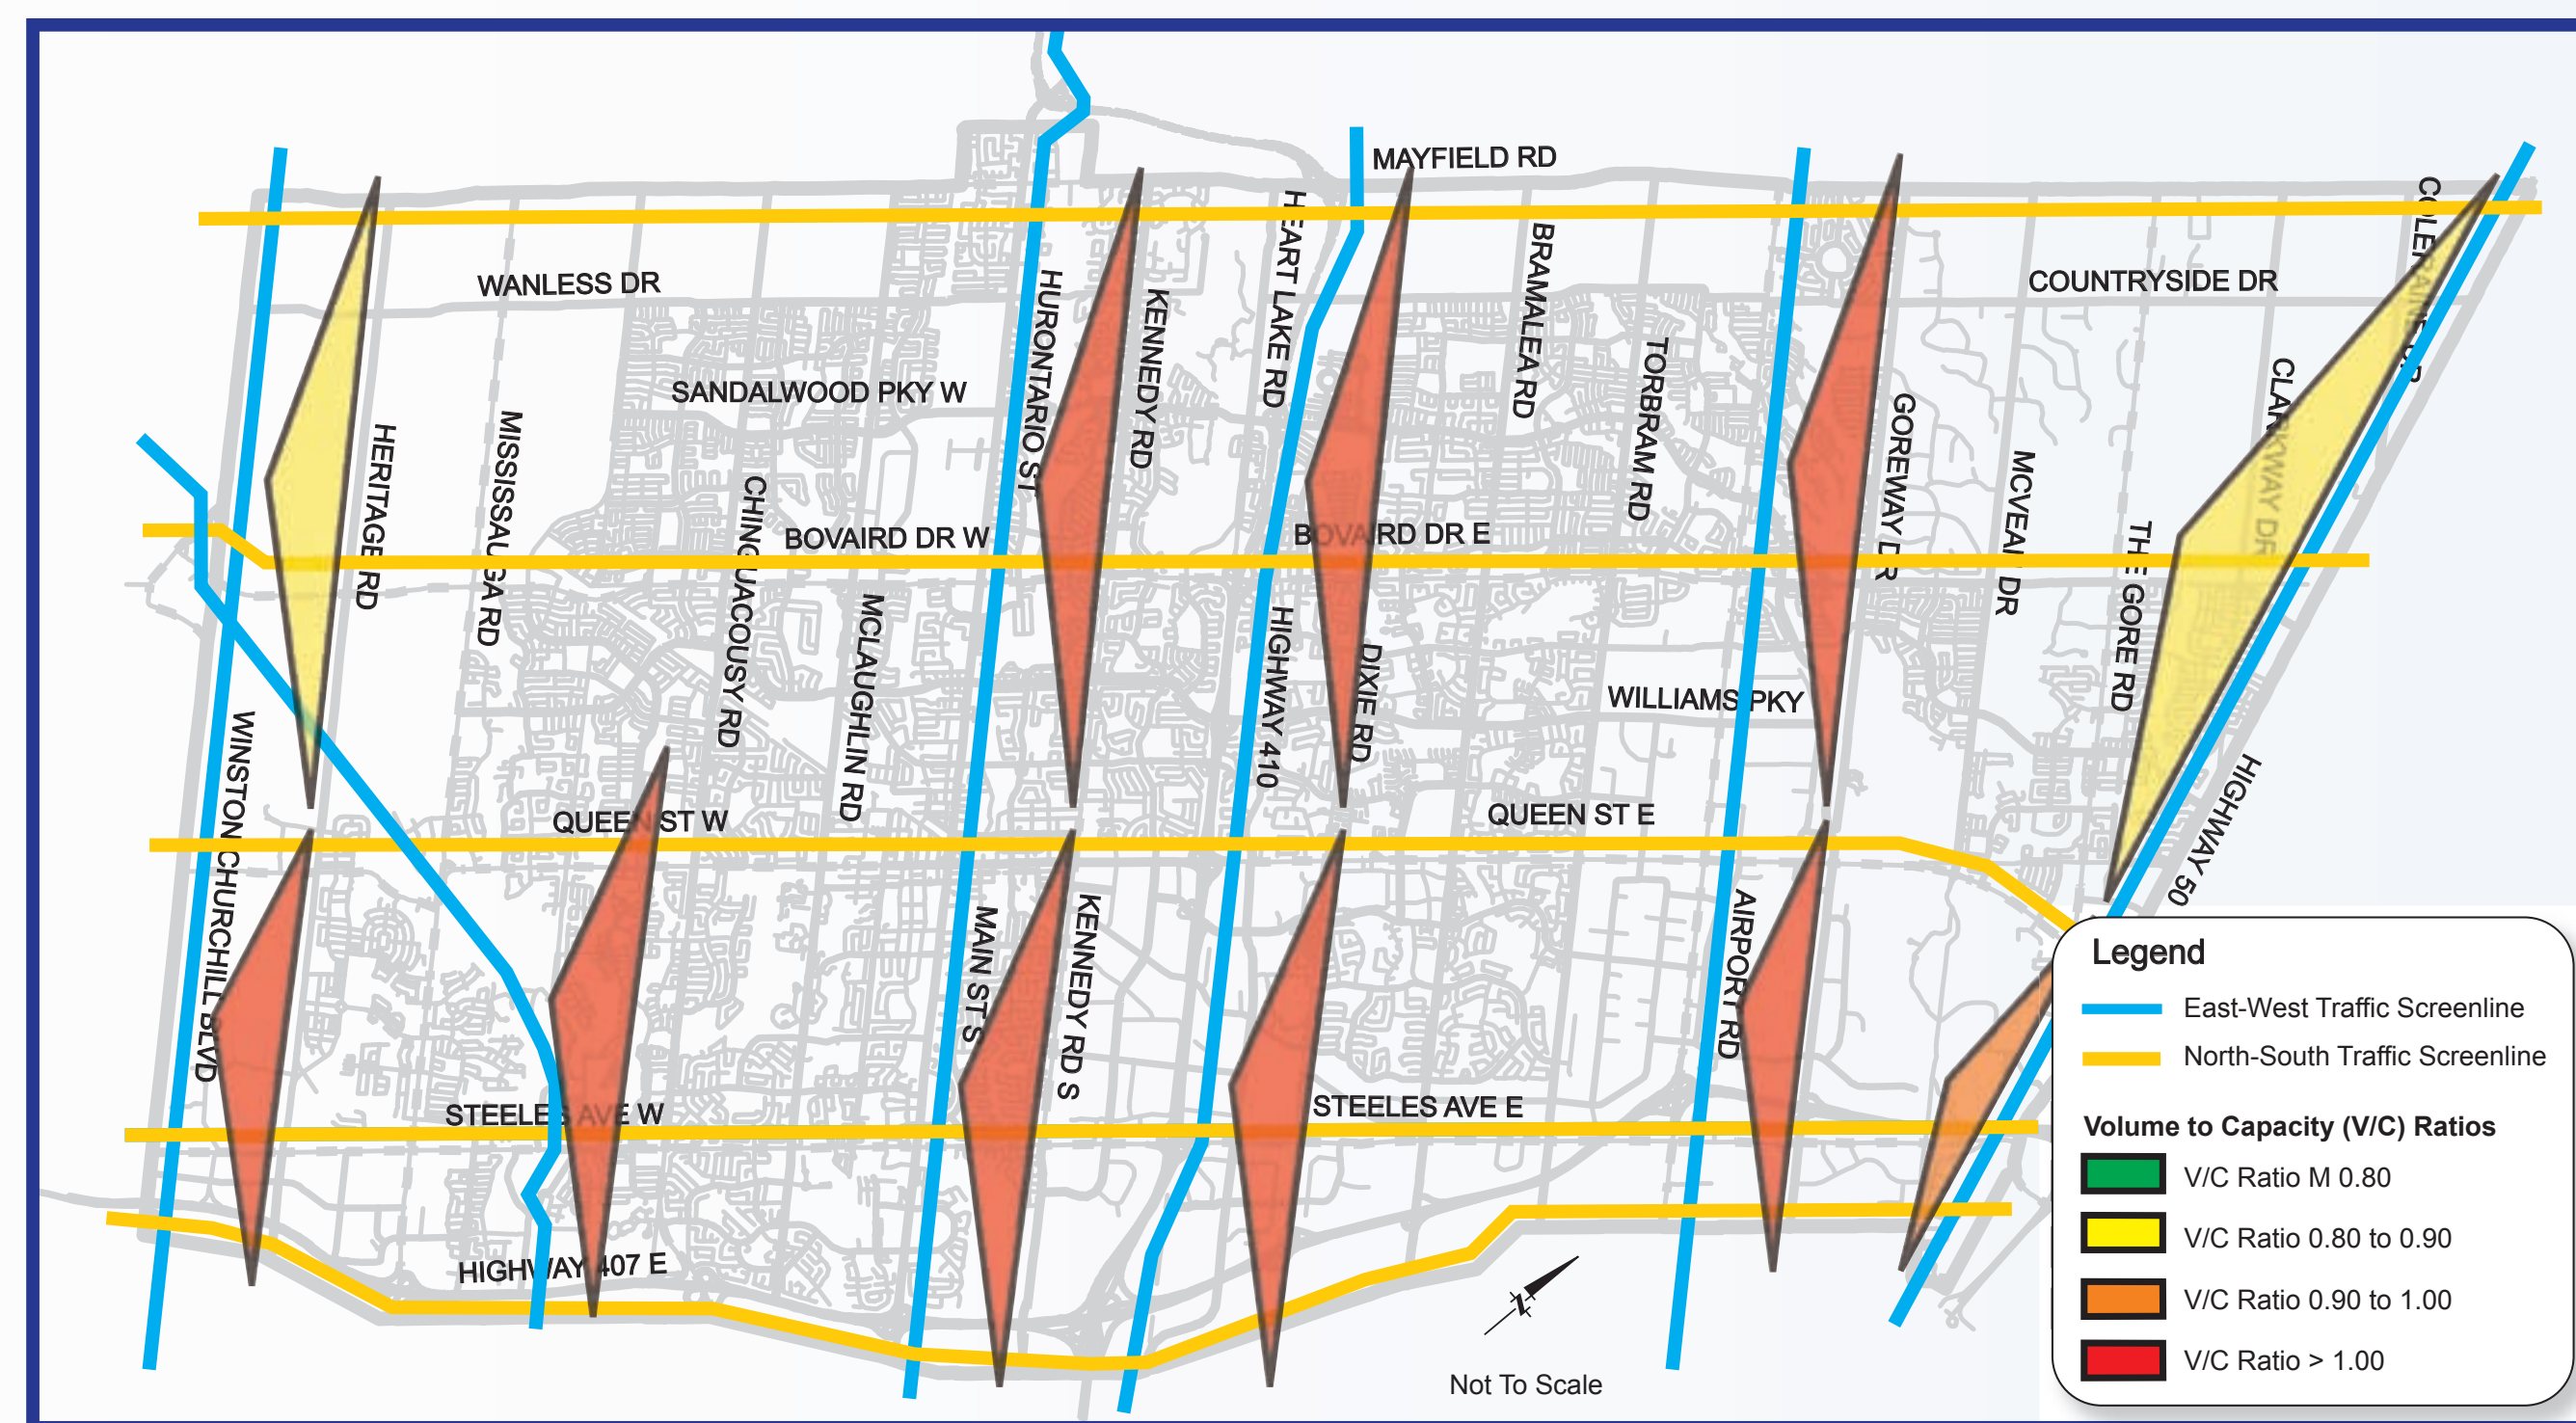 MAYFIELD RD
WANLESS DR
COUNTRYSIDE DR
COLERAINE DR
HEART LAKE RD
BRAMALEA RD
HURONTARIO ST
KENNEDY RD
SANDALWOOD PKY W
TORBRAM RD
CLARKWAY DR
GOREWAY DR
HERITAGE RD
MISSISSAUGA RD
MCVEAN DR
CHINGUACOUSY RD
BOVAIRD DR W
BOVAIRD DR E
THE GORE RD
MCLAUGHLIN RD
HIGHWAY 410
DIXIE RD
WILLIAMS PKY
WINSTON CHURCHILL BLVD
HIGHWAY 50
QUEEN ST W
QUEEN ST E
MAIN ST S
KENNEDY RD S
AIRPORT RD
STEELES AVE W
STEELES AVE E
HIGHWAY 407 E
N
Not To Scale
Legend
East-West Traffic Screenline
North-South Traffic Screenline
Volume to Capacity (V/C) Ratios
V/C Ratio M 0.80
V/C Ratio 0.80 to 0.90
V/C Ratio 0.90 to 1.00
V/C Ratio > 1.00